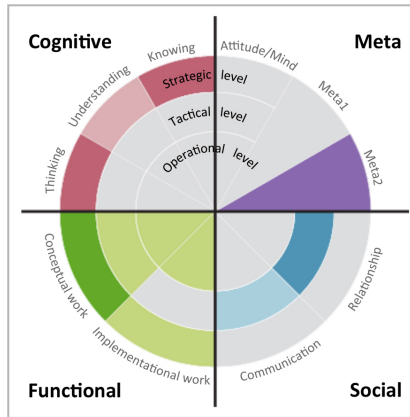 Cognitive
Meta
Knowing
Attitude/Mind
Understanding
Strategic level
Meta1
Tactical level
Thinking
Operational level
Meta2
Conceptual work
Relationship
Implementational work
Communication
Functional
Social